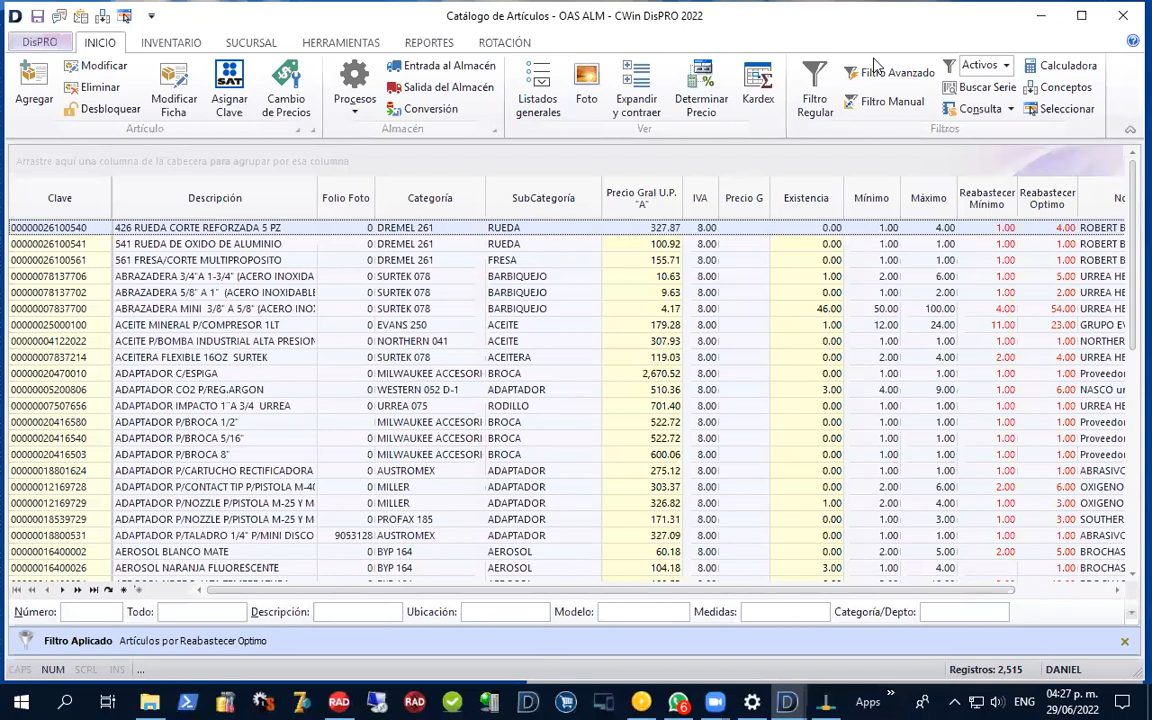 Catálogo de Artículos - OAS ALM - CWin DisPRO 2022
DisPRO INICIO INVENTARIO SUCURSAL HERRAMIENTAS REPORTES ROTACIÓN
Agregar
Modificar
Eliminar
Desbloquear
Modificar Ficha
SAT
Asignar Clave
Cambio de Precios
Artículo
Procesos
Entrada al Almacén
Salida del Almacén
Conversión
Almacén
Listados generales
Foto
Expandir y contraer
Determinar Precio
Kardex
Ver
Filtro Regular
Filtro Avanzado
Filtro Manual
Activos
Buscar Serie
Consulta
Calculadora
Conceptos
Seleccionar
Filtros
Arrastre aquí una columna de la cabecera para agrupar por esa columna
Clave Descripción Folio Foto Categoría SubCategoría Precio Gral U.P. "A" IVA Precio G Existencia Mínimo Máximo Reabastecer Mínimo Reabastecer Optimo No
00000026100540 426 RUEDA CORTE REFORZADA 5 PZ 0 DREMEL 261 RUEDA 327.87 8.00 0.00 1.00 4.00 1.00 4.00 ROBERT B
00000026100541 541 RUEDA DE OXIDO DE ALUMINIO 0 DREMEL 261 RUEDA 100.92 8.00 0.00 1.00 1.00 1.00 1.00 ROBERT B
00000026100561 561 FRESA/CORTE MULTIPROPOSITO 0 DREMEL 261 FRESA 155.71 8.00 0.00 1.00 1.00 1.00 1.00 ROBERT B
00000078137706 ABRAZADERA 3/4"A 1-3/4" (ACERO INOXIDA 0 SURTEK 078 BARBIQUEJO 10.63 8.00 1.00 2.00 6.00 1.00 5.00 URREA HE
00000078137702 ABRAZADERA 5/8" A 1" (ACERO INOXIDABLE 0 SURTEK 078 BARBIQUEJO 9.63 8.00 0.00 1.00 2.00 1.00 2.00 URREA HE
00000007837700 ABRAZADERA MINI 3/8" A 5/8" (ACERO INO 0 SURTEK 078 BARBIQUEJO 4.17 8.00 46.00 50.00 100.00 4.00 54.00 URREA HE
00000025000100 ACEITE MINERAL P/COMPRESOR 1LT 0 EVANS 250 ACEITE 179.28 8.00 1.00 12.00 24.00 11.00 23.00 GRUPO EV
00000004122022 ACEITE P/BOMBA INDUSTRIAL ALTA PRESION 0 NORTHERN 041 ACEITE 307.93 8.00 0.00 1.00 1.00 1.00 1.00 NORTHER
00000007837214 ACEITERA FLEXIBLE 16OZ SURTEK 0 SURTEK 078 ACEITERA 119.03 8.00 0.00 2.00 4.00 2.00 4.00 URREA HE
00000020470010 ADAPTADOR C/ESPIGA 0 MILWAUKEE ACCESORI BROCA 2,670.52 8.00 0.00 1.00 1.00 1.00 1.00 Proveedor
00000005200806 ADAPTADOR CO2 P/REG.ARGON 0 WESTERN 052 D-1 ADAPTADOR 510.36 8.00 3.00 4.00 9.00 1.00 6.00 NASCO ur
00000007507656 ADAPTADOR IMPACTO 1¨A 3/4 URREA 0 URREA 075 RODILLO 701.40 8.00 0.00 1.00 1.00 1.00 1.00 URREA HE
00000020416580 ADAPTADOR P/BROCA 1/2" 0 MILWAUKEE ACCESORI BROCA 522.72 8.00 0.00 1.00 1.00 1.00 1.00 Proveedor
00000020416540 ADAPTADOR P/BROCA 5/16" 0 MILWAUKEE ACCESORI BROCA 522.72 8.00 0.00 1.00 1.00 1.00 1.00 Proveedor
00000020416503 ADAPTADOR P/BROCA 8" 0 MILWAUKEE ACCESORI BROCA 600.06 8.00 0.00 1.00 1.00 1.00 1.00 Proveedor
00000018801624 ADAPTADOR P/CARTUCHO RECTIFICADORA 0 AUSTROMEX ADAPTADOR 275.12 8.00 0.00 1.00 1.00 1.00 1.00 ABRASIVO
00000012169728 ADAPTADOR P/CONTACT TIP P/PISTOLA M-40 0 MILLER ADAPTADOR 303.37 8.00 0.00 2.00 6.00 2.00 6.00 OXIGENO
00000012169729 ADAPTADOR P/NOZZLE P/PISTOLA M-25 Y M 0 MILLER ADAPTADOR 326.82 8.00 1.00 2.00 4.00 1.00 3.00 OXIGENO
00000018539729 ADAPTADOR P/NOZZLE P/PISTOLA M-25 Y M 0 PROFAX 185 ADAPTADOR 171.31 8.00 0.00 1.00 3.00 1.00 3.00 SOUTHER
00000018800531 ADAPTADOR P/TALADRO 1/4" P/MINI DISCO 9053128 AUSTROMEX ADAPTADOR 327.09 8.00 0.00 1.00 1.00 1.00 1.00 ABRASIVO
00000016400002 AEROSOL BLANCO MATE 0 BYP 164 AEROSOL 60.18 8.00 0.00 2.00 5.00 2.00 5.00 BROCHAS
00000016400026 AEROSOL NARANJA FLUORESCENTE 0 BYP 164 AEROSOL 104.18 8.00 3.00 1.00 4.00 1.00 BROCHAS
Número: Todo: Descripción: Ubicación: Modelo: Medidas: Categoría/Depto:
Filtro Aplicado Artículos por Reabastecer Optimo
CAPS NUM SCRL INS ... Registros: 2,515 DANIEL
RAD RAD 6 Apps ENG 04:27 p. m.
29/06/2022